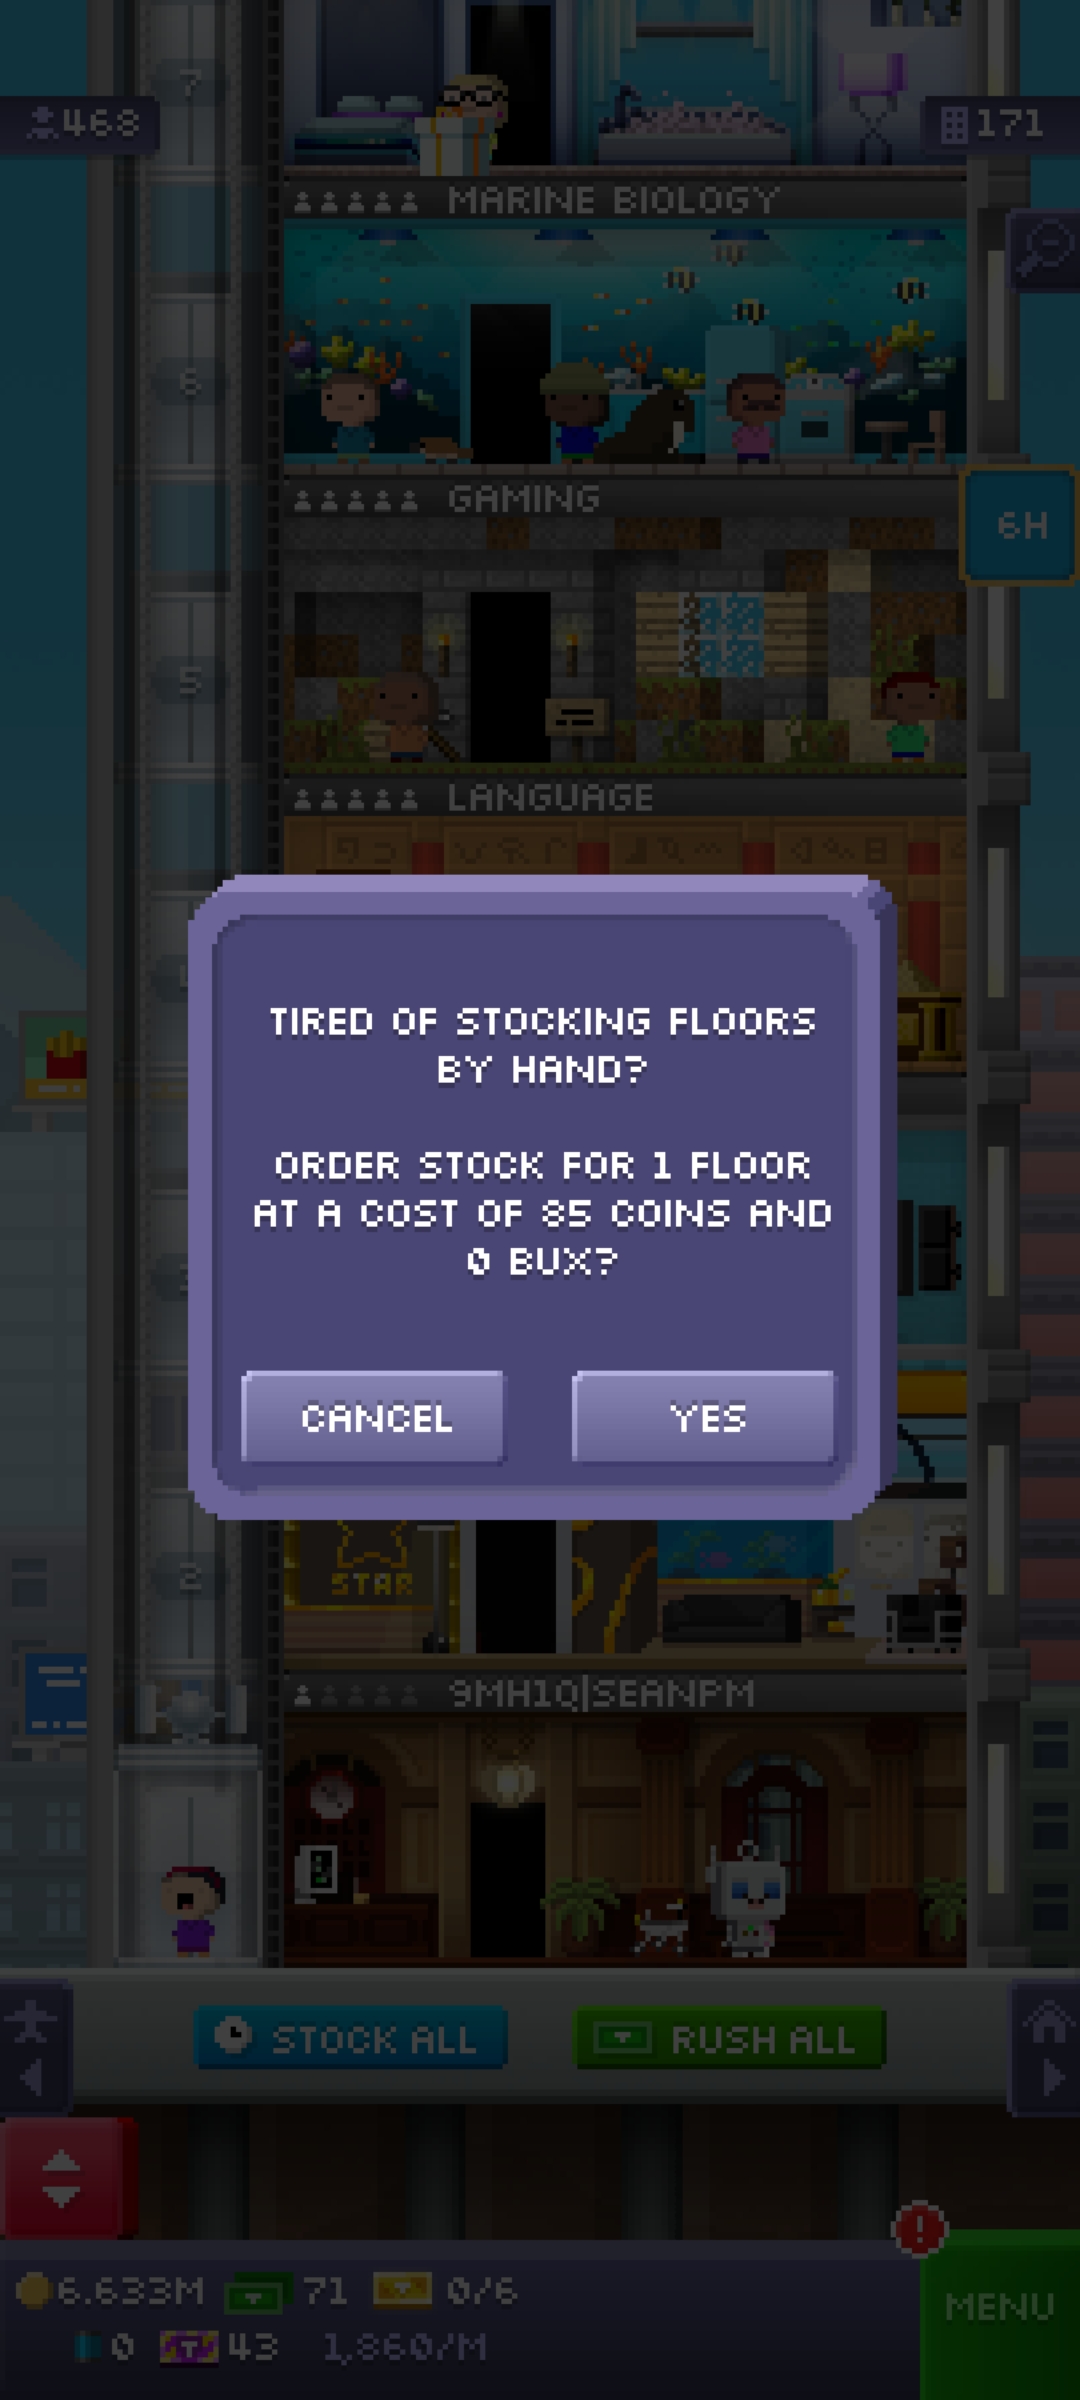 7
468
171
MARINE BIOLOGY
6
GAMING
6H
5
LANGUAGE
TIRED OF STOCKING FLOORS
BY HAND?
ORDER STOCK FOR 1 FLOOR
AT A COST OF 85 COINS AND
0 BUX?
CANCEL
YES
2
STAR
9MH1Q|SEANPM
STOCK ALL
RUSH ALL
6.633M
71
0/6
MENU
0
43
1,860/M